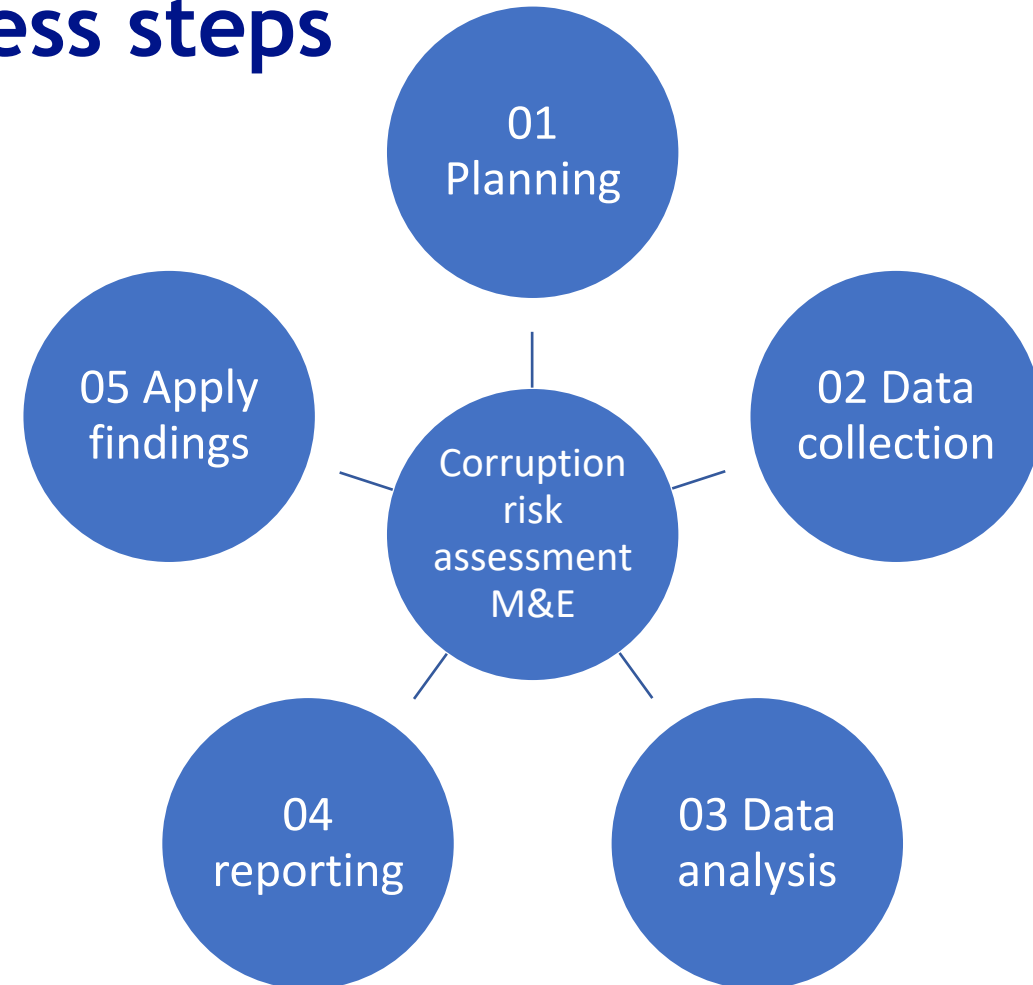 ess steps
01
Planning
02 Data
collection
03 Data
analysis
04
reporting
05 Apply
findings
Corruption
risk
assessment
M&E